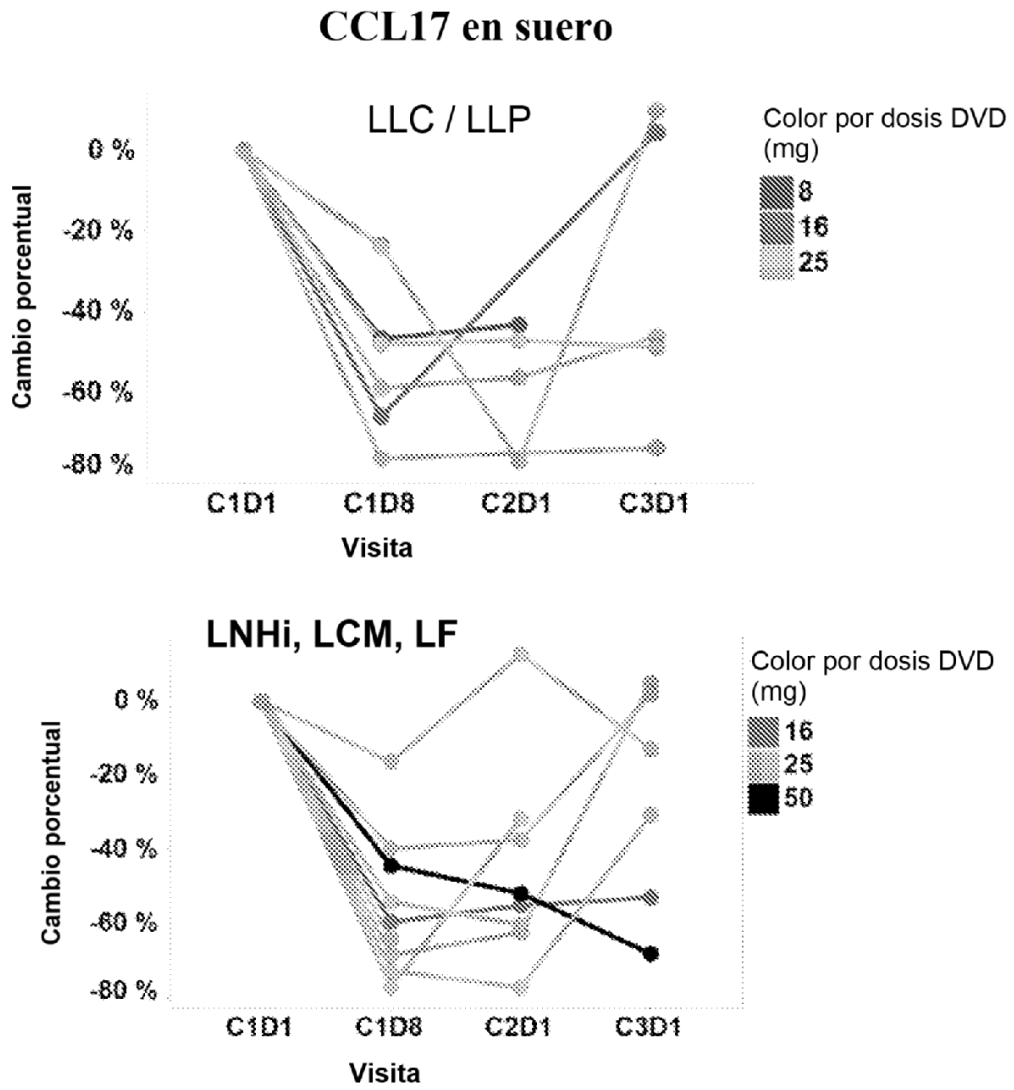 CCL17 en suero
LLC / LLP
Color por dosis DVD
(mg)
8
16
25
Cambio porcentual
0 %
-20 %
-40 %
-60 %
-80 %
C1D1 C1D8 C2D1 C3D1
Visita
LNHi, LCM, LF
Color por dosis DVD
(mg)
16
25
50
Cambio porcentual
0 %
-20 %
-40 %
-60 %
-80 %
C1D1 C1D8 C2D1 C3D1
Visita